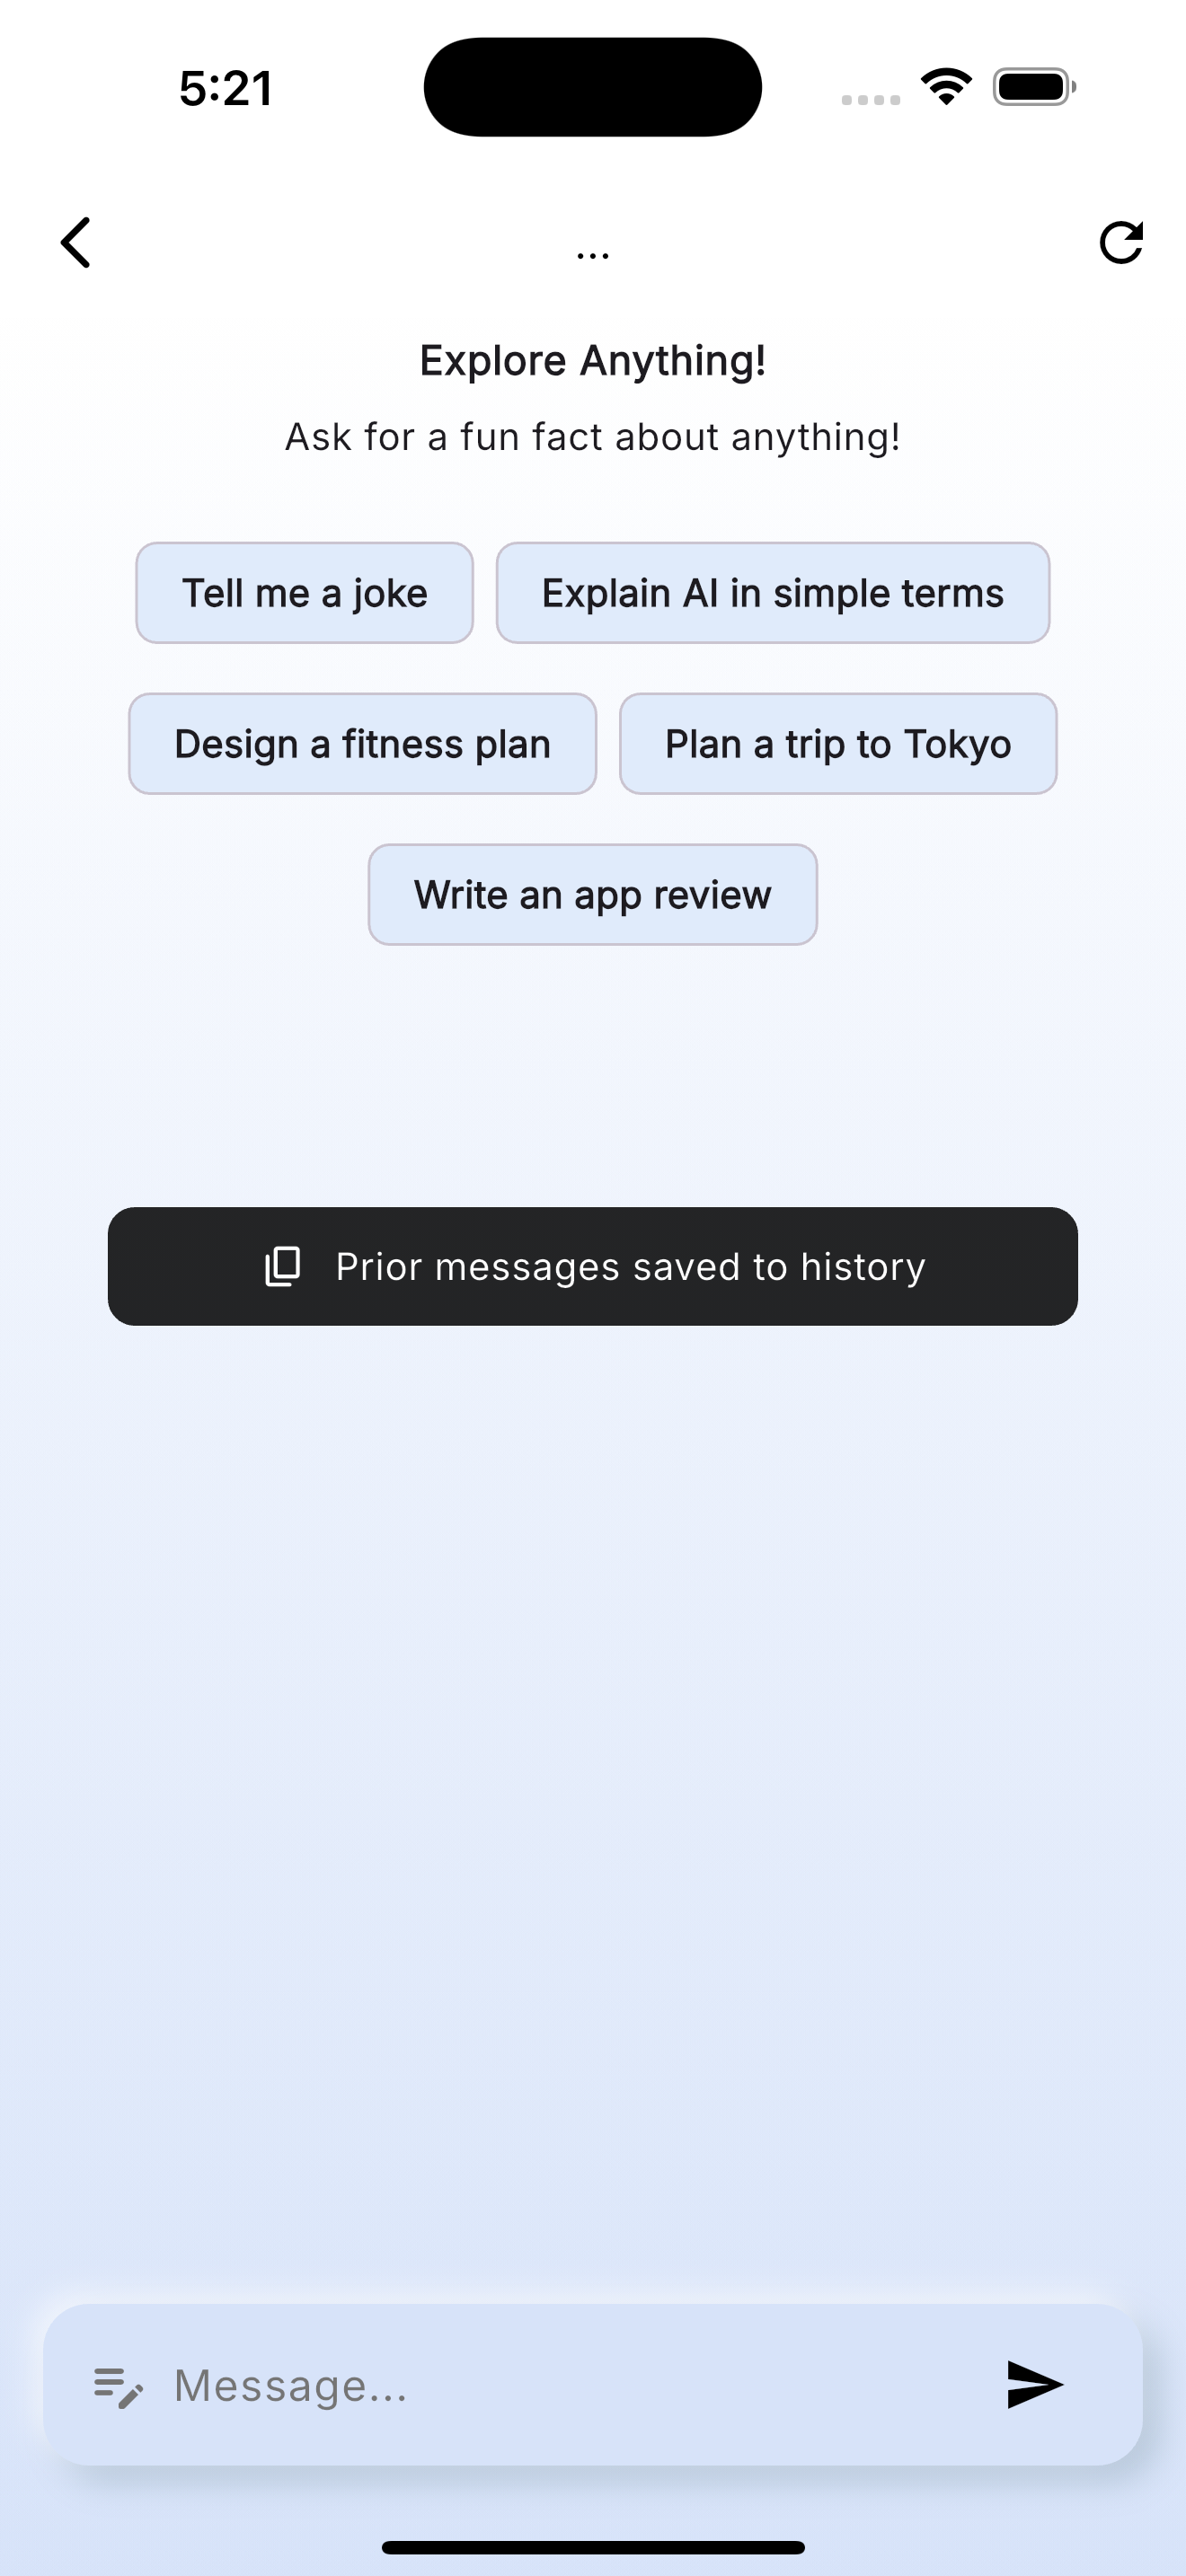 5:21
...
Explore Anything!
Ask for a fun fact about anything!
Tell me a joke
Explain AI in simple terms
Design a fitness plan
Plan a trip to Tokyo
Write an app review
Prior messages saved to history
Message...